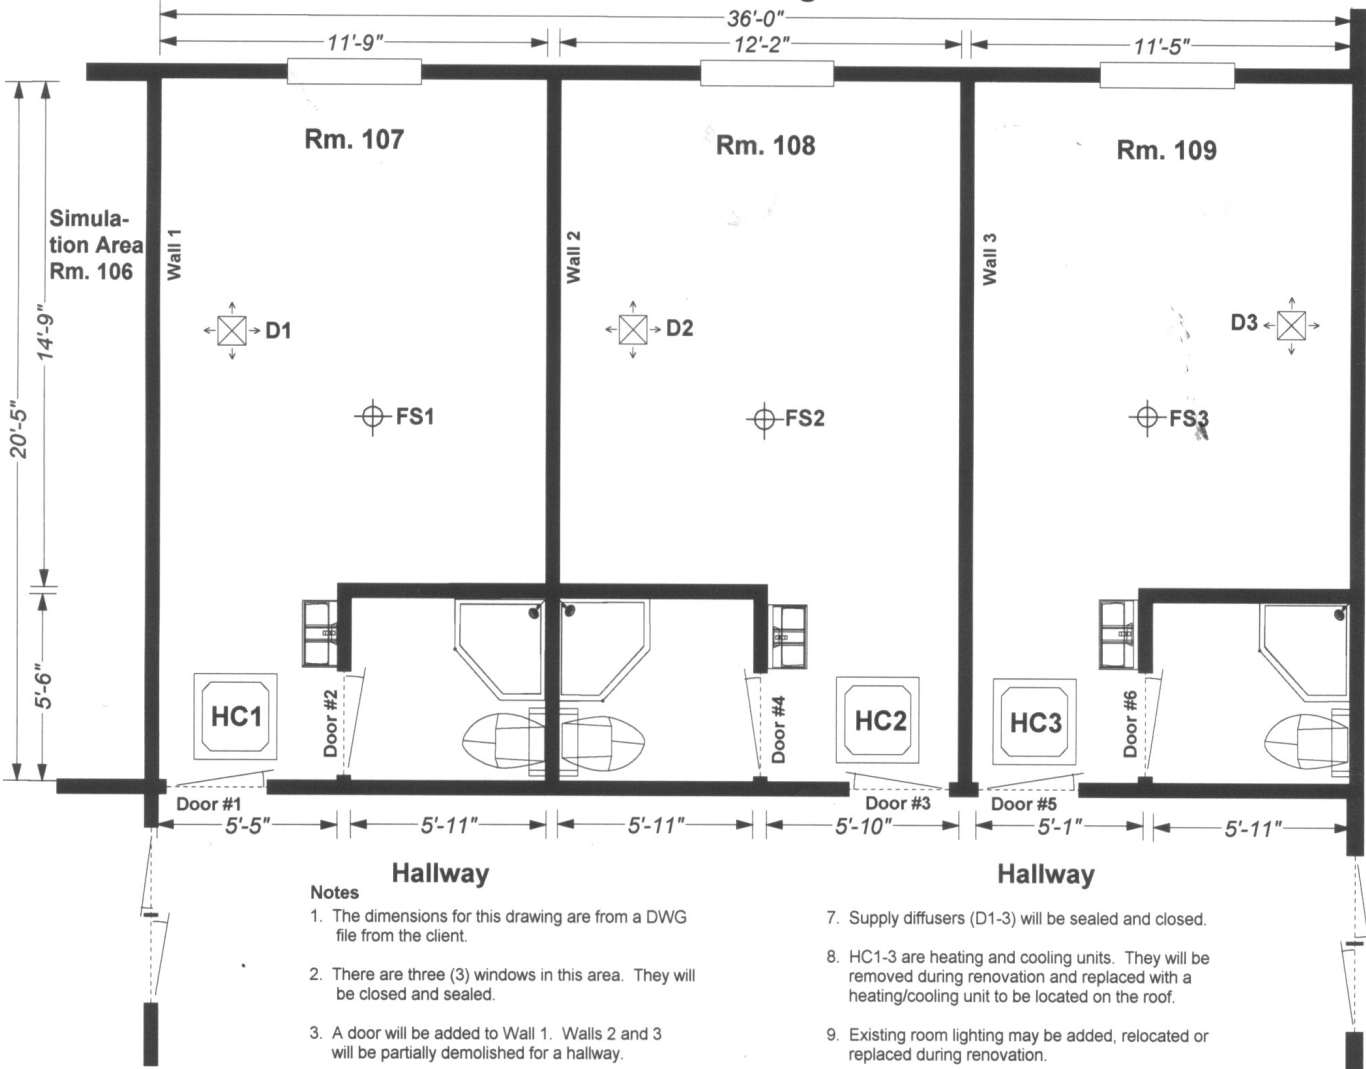 36'-0"
11'-9"
12'-2"
11'-5"
Rm. 107
Rm. 108
Rm. 109
Simula-
tion Area
Rm. 106
Wall 1
Wall 2
Wall 3
14'-9"
20'-5"
D1
D2
D3
FS1
FS2
FS3
5'-6"
HC1
Door #2
Door #4
HC2
HC3
Door #6
Door #1
Door #3
Door #5
5'-5"
5'-11"
5'-11"
5'-10"
5'-1"
5'-11"
Hallway
Hallway
Notes
1. The dimensions for this drawing are from a DWG
file from the client.
2. There are three (3) windows in this area. They will
be closed and sealed.
3. A door will be added to Wall 1. Walls 2 and 3
will be partially demolished for a hallway.
7. Supply diffusers (D1-3) will be sealed and closed.
8. HC1-3 are heating and cooling units. They will be
removed during renovation and replaced with a
heating/cooling unit to be located on the roof.
9. Existing room lighting may be added, relocated or
replaced during renovation.